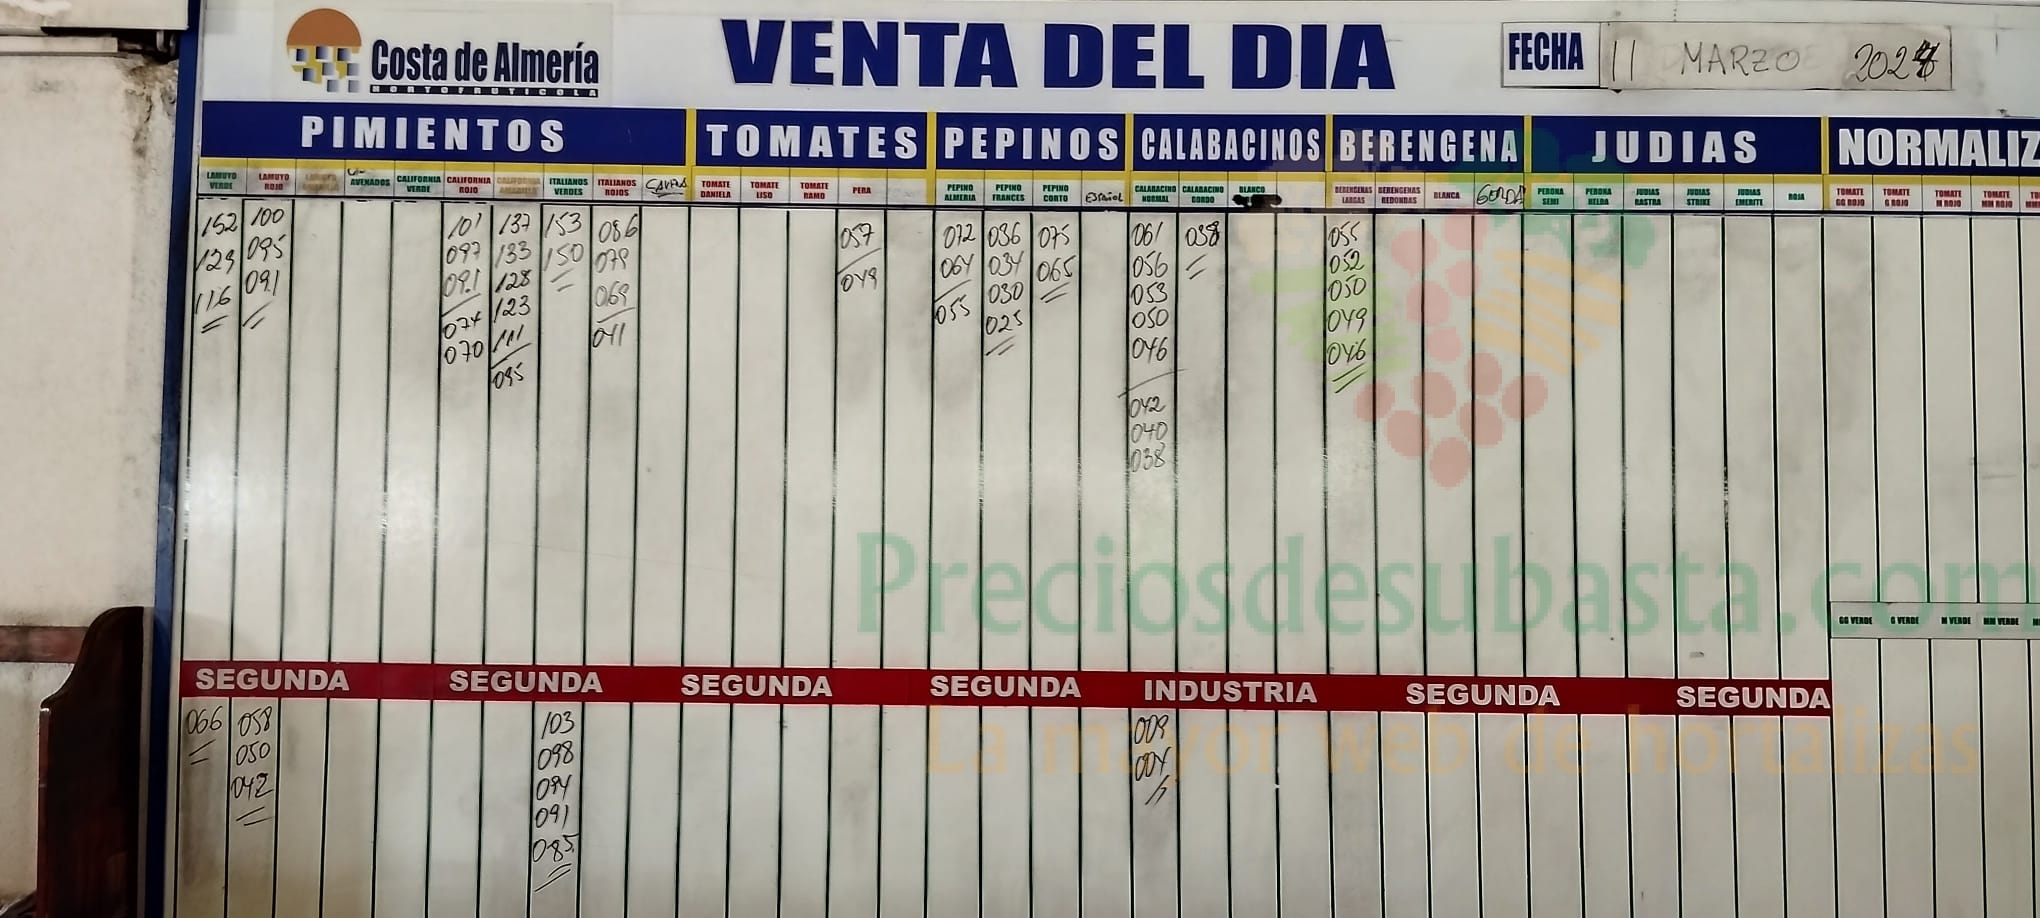 Costa de Almería
HORTOFRUTICOLA
VENTA DEL DIA
FECHA 11 MARZO 2024
PIMIENTOS TOMATES PEPINOS CALABACINOS BERENGENA JUDIAS NORMALIZ
LAMUYO VERDE LAMUYO ROJO LAMUYO AMARILLO AVENADOS CALIFORNIA VERDE CALIFORNIA ROJO CALIFORNIA AMARILLO ITALIANOS VERDES ITALIANOS ROJOS TOMATE DANIELA TOMATE LISO TOMATE RAMO PERA PEPINO ALMERIA PEPINO FRANCES PEPINO CORTO ESPAÑOL CALABACINO NORMAL CALABACINO GORDO BLANCO BERENGENAS LARGAS BERENGENAS REDONDAS BLANCA GORDA PERONA SEMI PERONA HELDA JUDIAS RASTRA JUDIAS STRIKE JUDIAS EMERITE ROJA TOMATE GG ROJO TOMATE G ROJO TOMATE M ROJO TOMATE MM ROJO
152 100 101 137 153 086 057 072 036 075 061 038 055
129 095 097 133 150 079 049 064 034 065 056 052
116 091 091 128 069 055 030 053 050
074 123 041 025 050 049
070 111 046 046
095 042
040
038
Preciosdesubasta.com
GG VERDE G VERDE M VERDE MM VERDE
SEGUNDA SEGUNDA SEGUNDA SEGUNDA INDUSTRIA SEGUNDA SEGUNDA
066 058 103 009
050 098 004
042 094
091
085
La mayor web de hortalizas